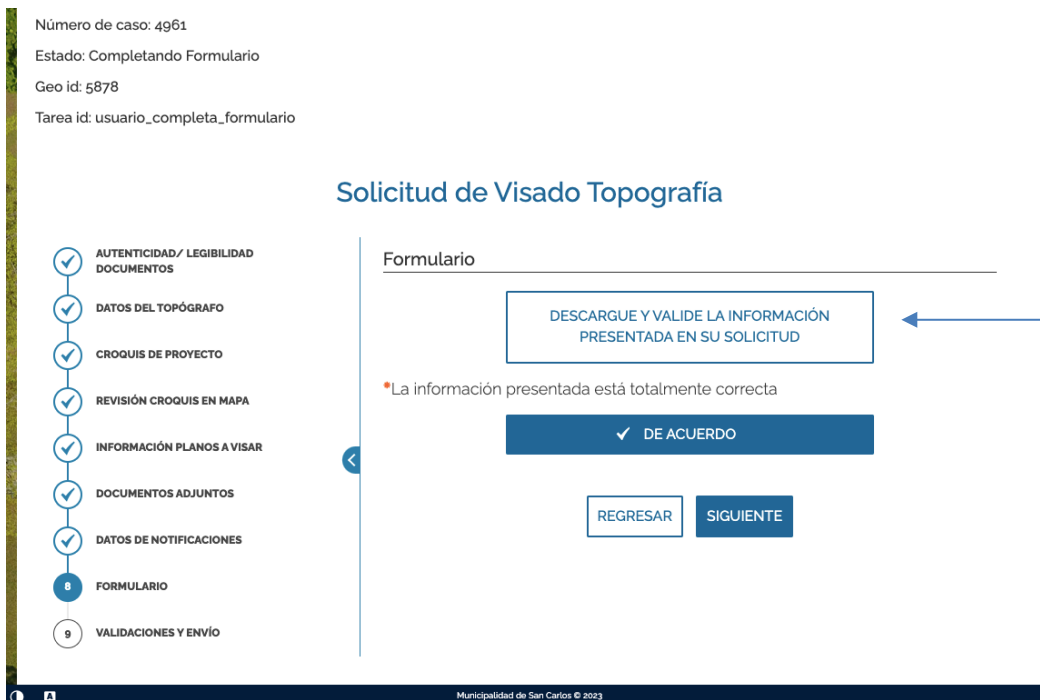 Número de caso: 4961
Estado: Completando Formulario
Geo id: 5878
Tarea id: usuario_completa_formulario
Solicitud de Visado Topografía
AUTENTICIDAD/ LEGIBILIDAD
DOCUMENTOS
DATOS DEL TOPÓGRAFO
CROQUIS DE PROYECTO
REVISIÓN CROQUIS EN MAPA
INFORMACIÓN PLANOS A VISAR
DOCUMENTOS ADJUNTOS
DATOS DE NOTIFICACIONES
8 FORMULARIO
9 VALIDACIONES Y ENVÍO
Formulario
DESCARGUE Y VALIDE LA INFORMACIÓN
PRESENTADA EN SU SOLICITUD
*La información presentada está totalmente correcta
DE ACUERDO
REGRESAR SIGUIENTE
A
Municipalidad de San Carlos © 2023